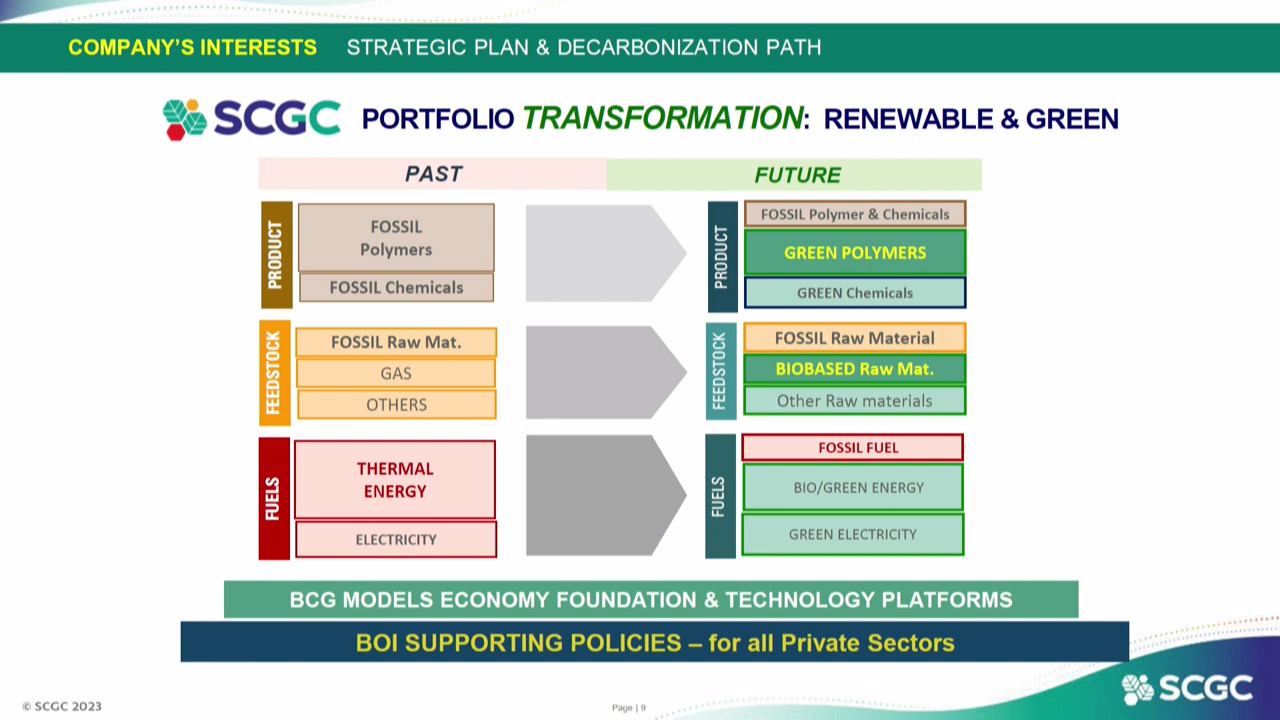 COMPANY'S INTERESTS STRATEGIC PLAN & DECARBONIZATION PATH
SCGC PORTFOLIO TRANSFORMATION: RENEWABLE & GREEN
PAST
FUTURE
PRODUCT
FOSSIL
Polymers
FOSSIL Chemicals
PRODUCT
FOSSIL Polymer & Chemicals
GREEN POLYMERS
GREEN Chemicals
FEEDSTOCK
FOSSIL Raw Mat.
GAS
OTHERS
FEEDSTOCK
FOSSIL Raw Material
BIOBASED Raw Mat.
Other Raw materials
FUELS
THERMAL
ENERGY
ELECTRICITY
FUELS
FOSSIL FUEL
BIO/GREEN ENERGY
GREEN ELECTRICITY
BCG MODELS ECONOMY FOUNDATION & TECHNOLOGY PLATFORMS
BOI SUPPORTING POLICIES – for all Private Sectors
© SCGC 2023
Page | 9
SCGC